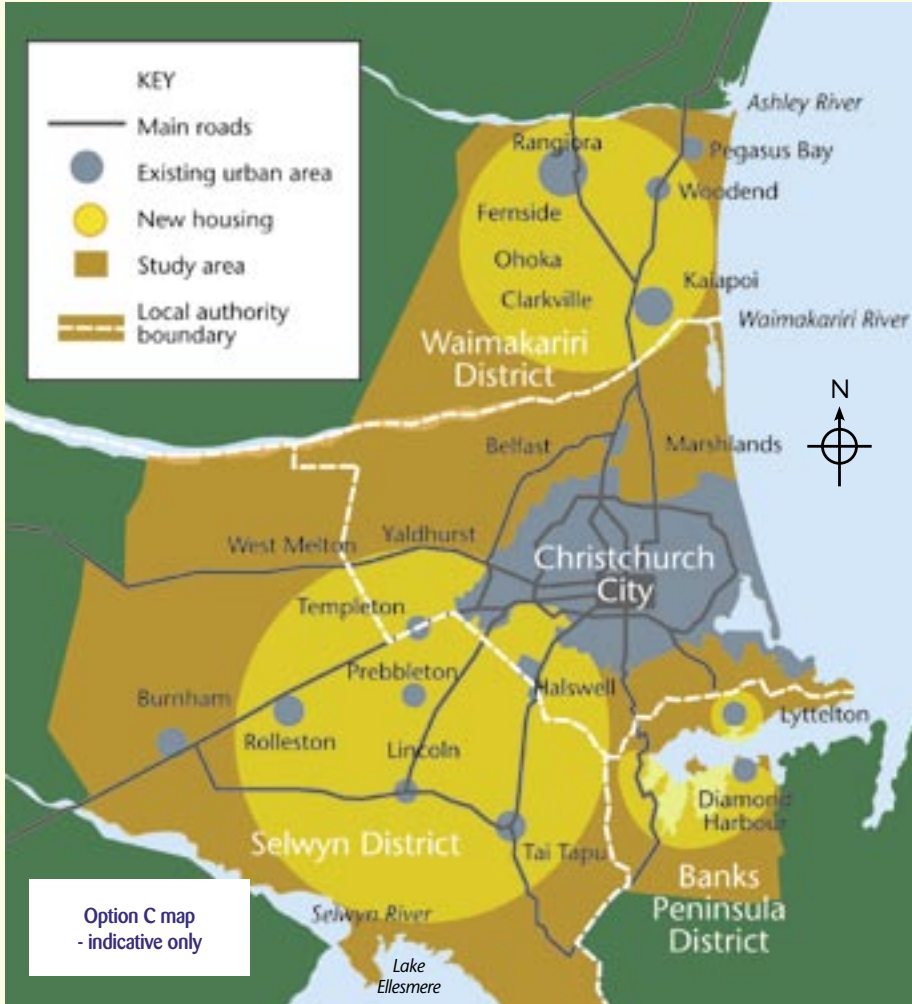 KEY
Main roads
Existing urban area
New housing
Study area
Local authority
boundary
Ashley River
Rangiora
Pegasus Bay
Woodend
Fernside
Ohoka
Kaiapoi
Clarkville
Waimakariri River
Waimakariri
District
N
Belfast
Marshlands
West Melton
Yaldhurst
Christchurch
City
Templeton
Prebbleton
Halswell
Burnham
Rolleston
Lyttelton
Lincoln
Diamond
Harbour
Selwyn District
Tai Tapu
Banks
Peninsula
District
Option C map
- indicative only
Selwyn River
Lake
Ellesmere